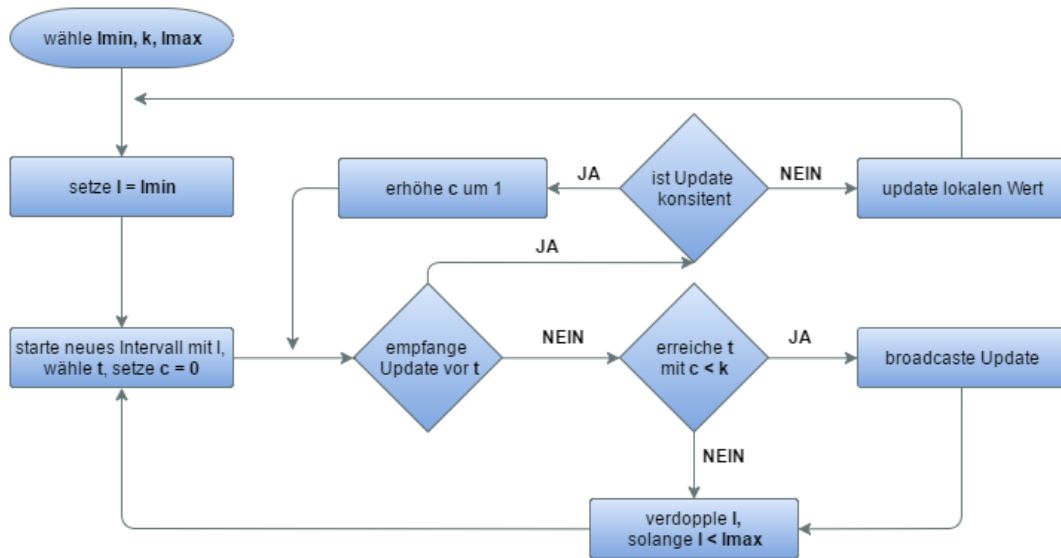 wähle Imin, k, Imax
setze I = Imin
erhöhe c um 1
JA
ist Update
konsitent
NEIN
update lokalen Wert
JA
starte neues Intervall mit I,
wähle t, setze c = 0
empfange
Update vor t
NEIN
erreiche t
mit c < k
JA
broadcaste Update
NEIN
verdopple I,
solange I < Imax